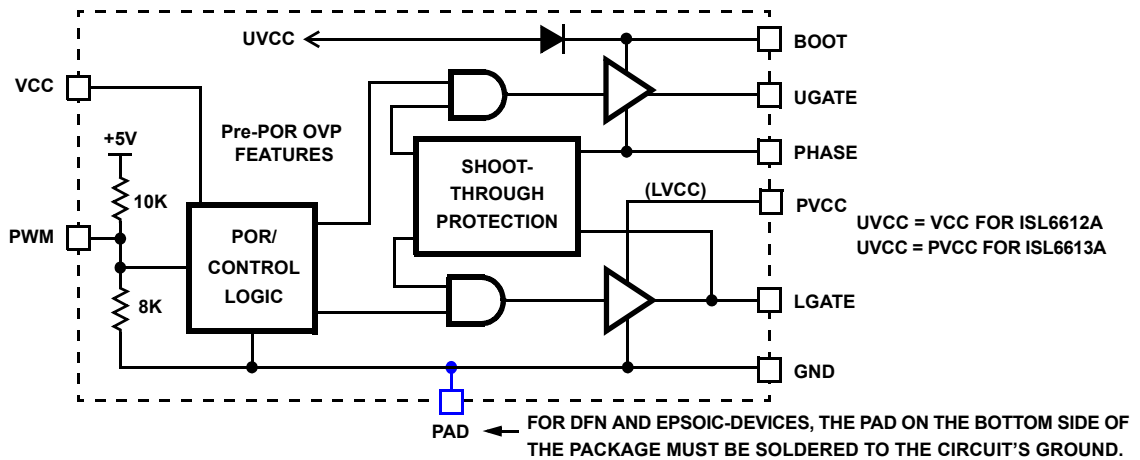 UVCC
BOOT
VCC
UGATE
+5V
Pre-POR OVP
FEATURES
PHASE
SHOOT-
THROUGH
PROTECTION
(LVCC)
10K
PVCC
UVCC = VCC FOR ISL6612A
UVCC = PVCC FOR ISL6613A
PWM
POR/
CONTROL
LOGIC
8K
LGATE
GND
PAD
FOR DFN AND EPSOIC-DEVICES, THE PAD ON THE BOTTOM SIDE OF
THE PACKAGE MUST BE SOLDERED TO THE CIRCUIT'S GROUND.